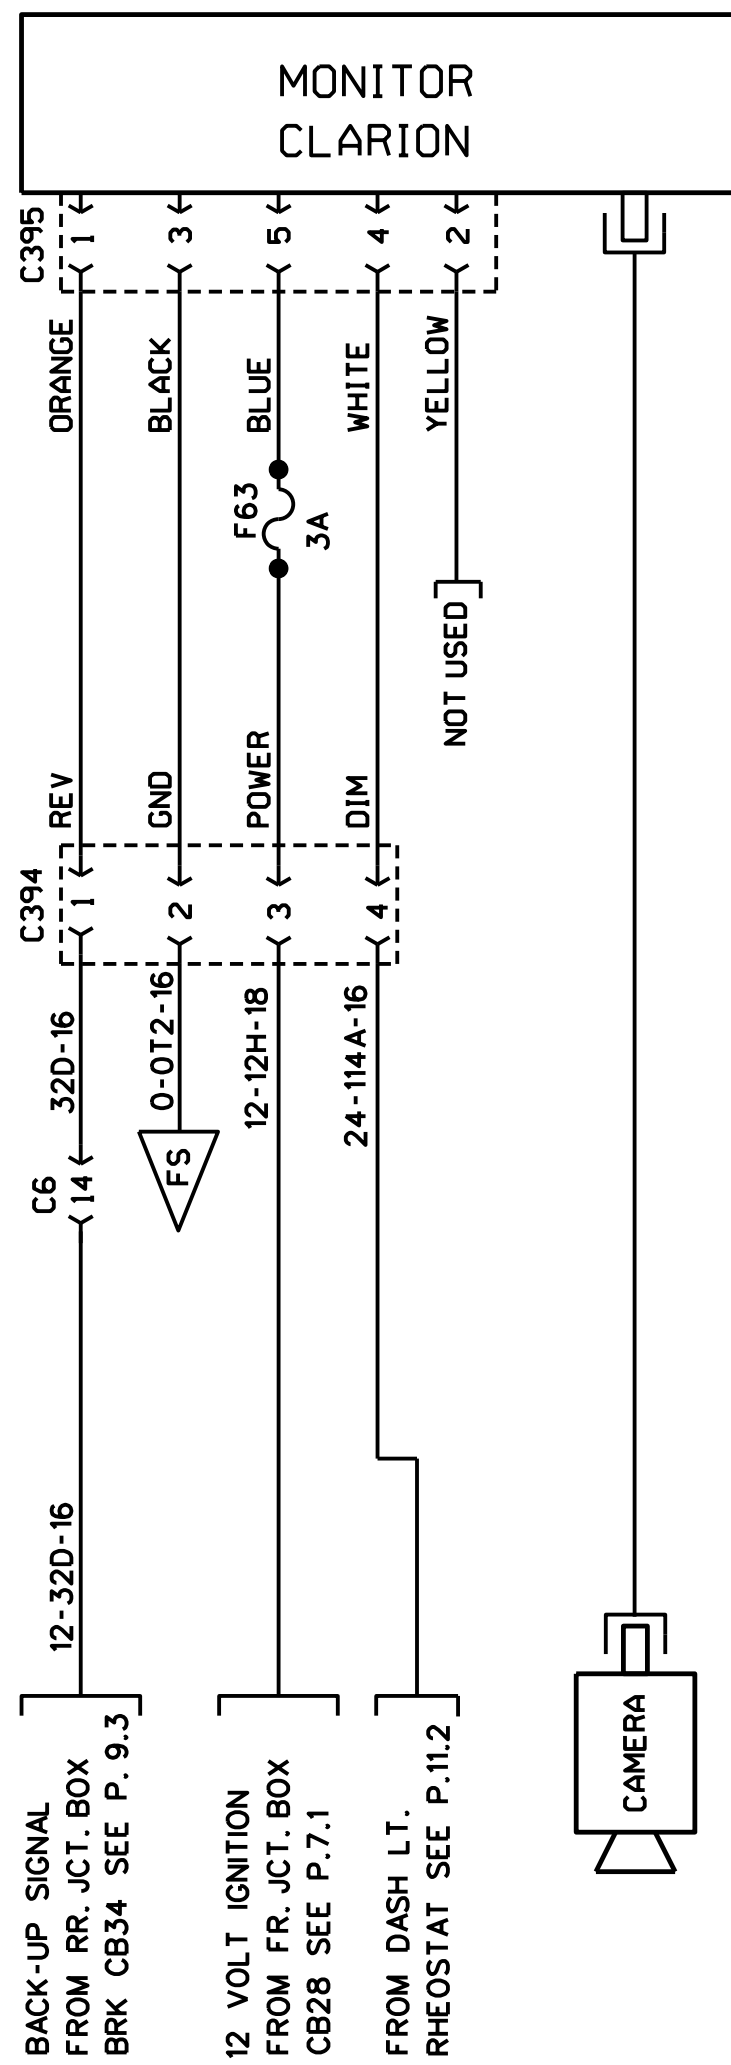 MONITOR
CLARION
C395
1
3
5
4
2
ORANGE
BLACK
BLUE
WHITE
YELLOW
F63
3A
NOT USED
REV
GND
POWER
DIM
C394
1
2
3
4
32D-16
0-0T2-16
12-12H-18
24-114A-16
C6
14
FS
12-32D-16
BACK-UP SIGNAL
FROM RR. JCT. BOX
BRK CB34 SEE P. 9.3
12 VOLT IGNITION
FROM FR. JCT. BOX
CB28 SEE P.7.1
FROM DASH LT.
RHEOSTAT SEE P.11.2
CAMERA